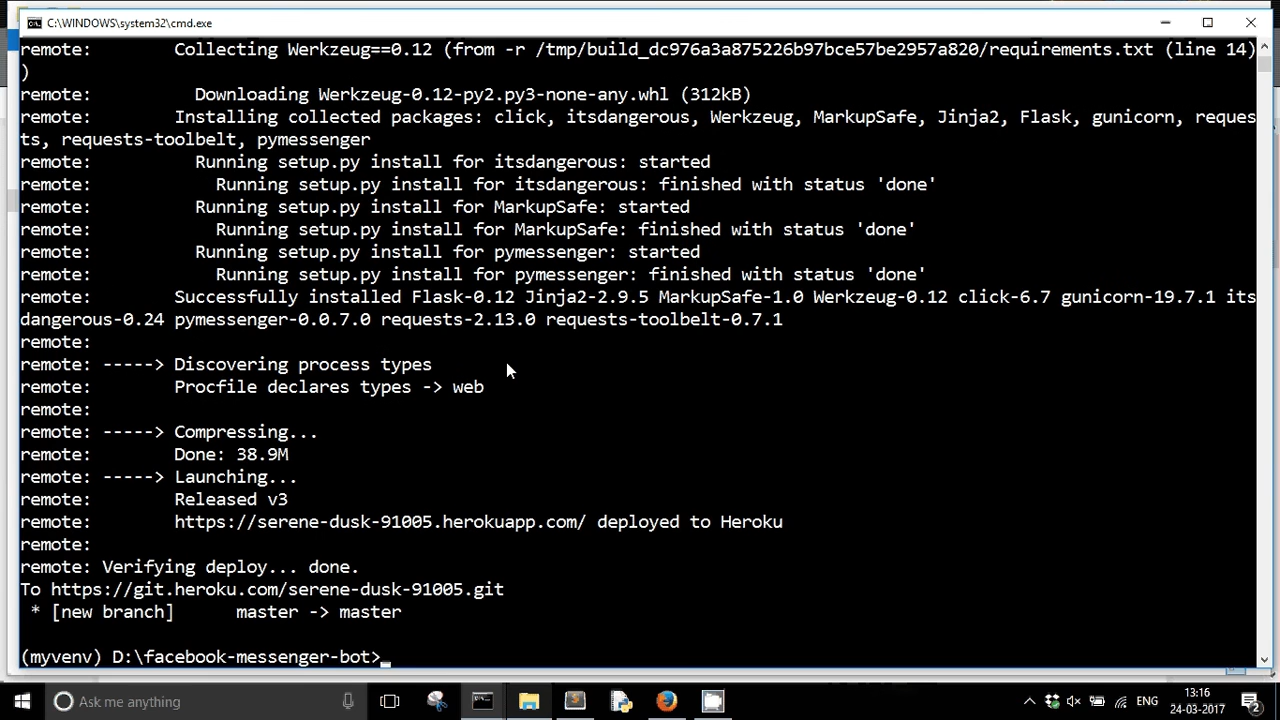 C:\WINDOWS\system32\cmd.exe
remote:        Collecting Werkzeug==0.12 (from -r /tmp/build_dc976a3a875226b97bce57be2957a820/requirements.txt (line 14)
)
remote:          Downloading Werkzeug-0.12-py2.py3-none-any.whl (312kB)
remote:        Installing collected packages: click, itsdangerous, Werkzeug, MarkupSafe, Jinja2, Flask, gunicorn, reques
ts, requests-toolbelt, pymessenger
remote:          Running setup.py install for itsdangerous: started
remote:            Running setup.py install for itsdangerous: finished with status 'done'
remote:          Running setup.py install for MarkupSafe: started
remote:            Running setup.py install for MarkupSafe: finished with status 'done'
remote:          Running setup.py install for pymessenger: started
remote:            Running setup.py install for pymessenger: finished with status 'done'
remote:        Successfully installed Flask-0.12 Jinja2-2.9.5 MarkupSafe-1.0 Werkzeug-0.12 click-6.7 gunicorn-19.7.1 its
dangerous-0.24 pymessenger-0.0.7.0 requests-2.13.0 requests-toolbelt-0.7.1
remote:
remote: -----> Discovering process types
remote:        Procfile declares types -> web
remote:
remote: -----> Compressing...
remote:        Done: 38.9M
remote: -----> Launching...
remote:        Released v3
remote:        https://serene-dusk-91005.herokuapp.com/ deployed to Heroku
remote:
remote: Verifying deploy... done.
To https://git.heroku.com/serene-dusk-91005.git
 * [new branch]      master -> master
(myvenv) D:\facebook-messenger-bot>
Ask me anything
ENG
13:16
24-03-2017
2